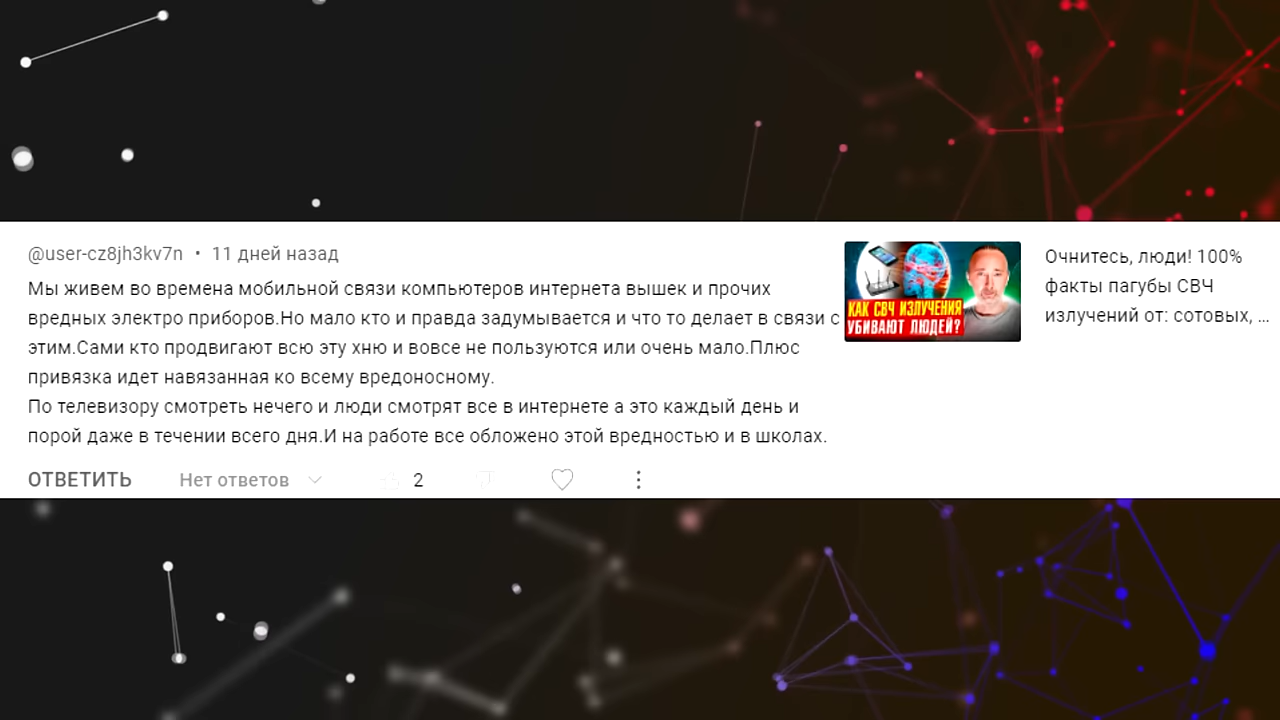 @user-cz8jh3kv7n • 11 дней назад
Мы живем во времена мобильной связи компьютеров интернета вышек и прочих
вредных электро приборов.Но мало кто и правда задумывается и что то делает в связи с
этим.Сами кто продвигают всю эту хню и вовсе не пользуются или очень мало.Плюс
привязка идет навязанная ко всему вредоносному.
По телевизору смотреть нечего и люди смотрят все в интернете а это каждый день и
порой даже в течении всего дня.И на работе все обложено этой вредностью и в школах.
ОТВЕТИТЬ Нет ответов 2
КАК СВЧ ИЗЛУЧЕНИЯ
УБИВАЮТ ЛЮДЕЙ?
Очнитесь, люди! 100%
факты пагубы СВЧ
излучений от: сотовых, ...